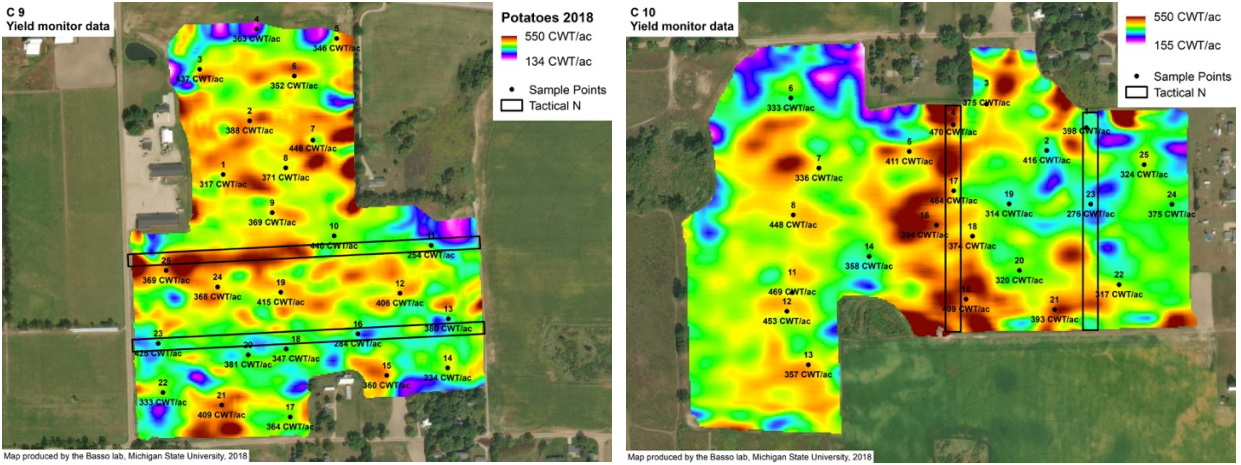 C 9
Yield monitor data
Potatoes 2018
550 CWT/ac
134 CWT/ac
Sample Points
Tactical N
4
363 CWT/ac
5
346 CWT/ac
3
437 CWT/ac
6
352 CWT/ac
2
388 CWT/ac
7
446 CWT/ac
8
371 CWT/ac
1
317 CWT/ac
9
369 CWT/ac
10
440 CWT/ac
11
254 CWT/ac
25
369 CWT/ac
24
368 CWT/ac
19
415 CWT/ac
12
406 CWT/ac
13
380 CWT/ac
23
425 CWT/ac
16
284 CWT/ac
18
347 CWT/ac
20
381 CWT/ac
14
234 CWT/ac
15
360 CWT/ac
22
333 CWT/ac
21
409 CWT/ac
17
364 CWT/ac
Map produced by the Basso lab, Michigan State University, 2018
C 10
Yield monitor data
550 CWT/ac
155 CWT/ac
Sample Points
Tactical N
3
375 CWT/ac
6
333 CWT/ac
470 CWT/ac
398 CWT/ac
5
411 CWT/ac
2
416 CWT/ac
7
336 CWT/ac
25
324 CWT/ac
17
464 CWT/ac
19
314 CWT/ac
23
276 CWT/ac
24
375 CWT/ac
8
448 CWT/ac
16
CWT/ac
18
374 CWT/ac
14
358 CWT/ac
20
320 CWT/ac
22
317 CWT/ac
11
469 CWT/ac
12
453 CWT/ac
409 CWT/ac
21
393 CWT/ac
13
357 CWT/ac
Map produced by the Basso lab, Michigan State University, 2018